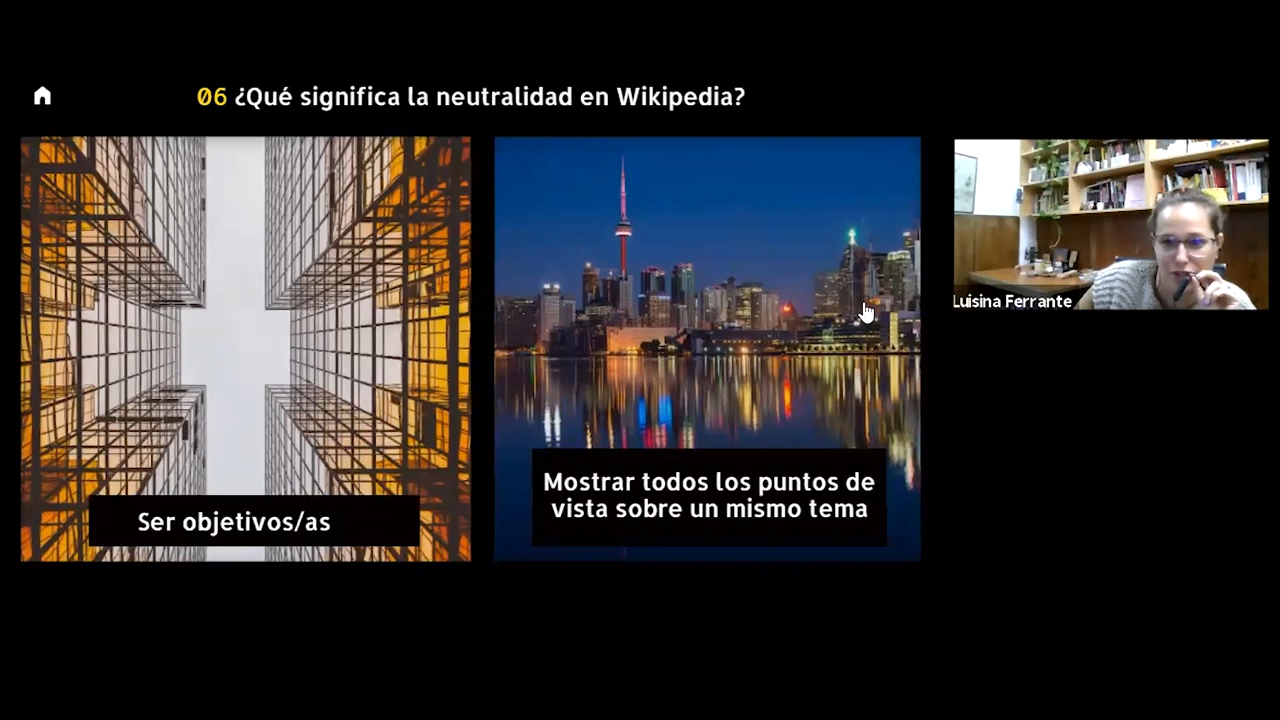 06 ¿Qué significa la neutralidad en Wikipedia?
Ser objetivos/as
Mostrar todos los puntos de
vista sobre un mismo tema
Luisina Ferrante